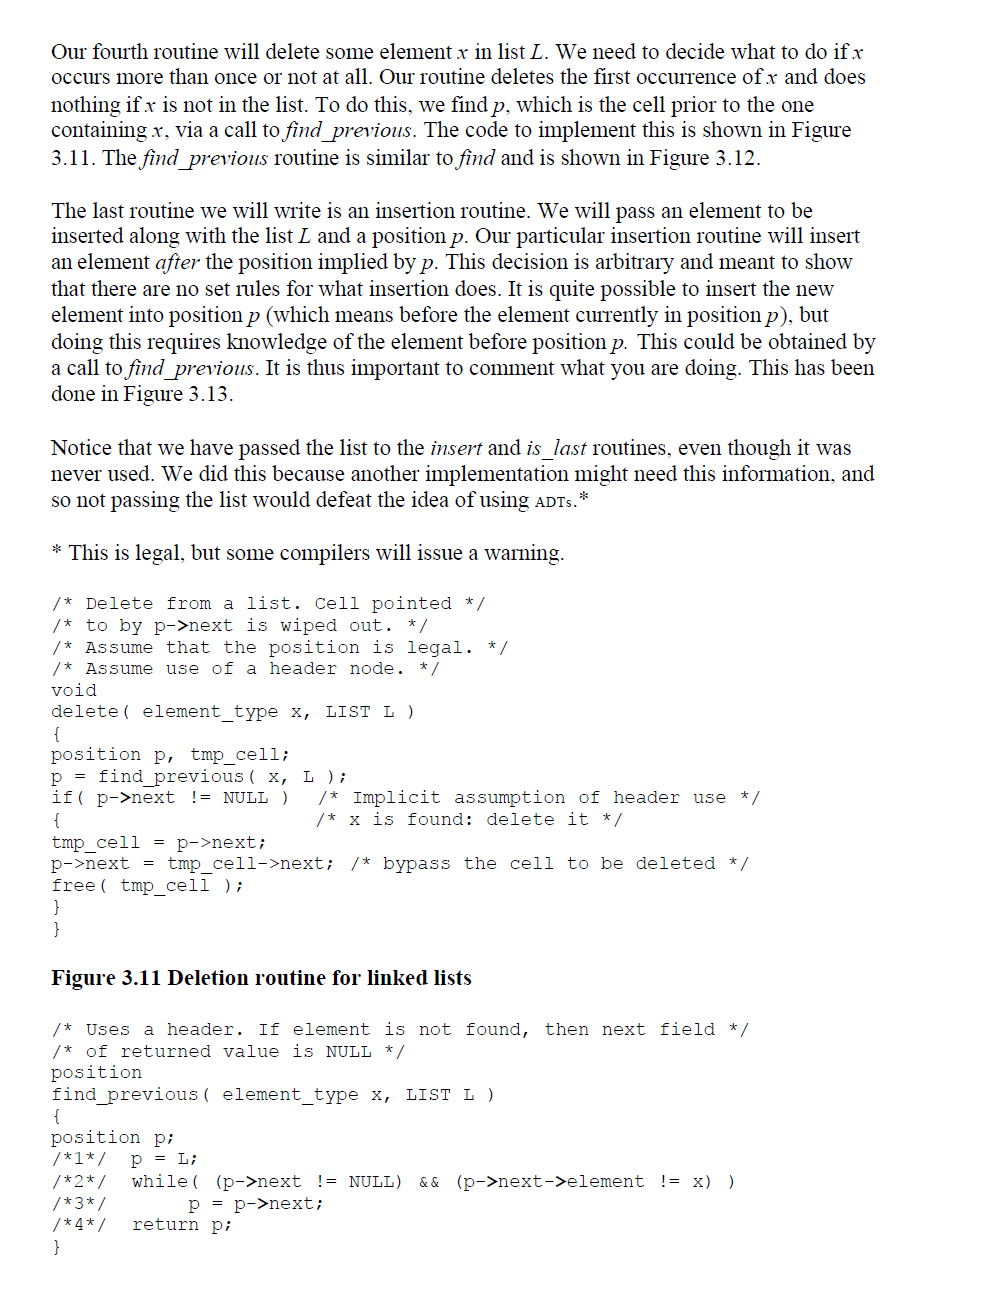 Our fourth routine will delete some element x in list L. We need to decide what to do if x
occurs more than once or not at all. Our routine deletes the first occurrence of x and does
nothing if x is not in the list. To do this, we find p, which is the cell prior to the one
containing x, via a call to find_previous. The code to implement this is shown in Figure
3.11. The find_previous routine is similar to find and is shown in Figure 3.12.
The last routine we will write is an insertion routine. We will pass an element to be
inserted along with the list L and a position p. Our particular insertion routine will insert
an element after the position implied by p. This decision is arbitrary and meant to show
that there are no set rules for what insertion does. It is quite possible to insert the new
element into position p (which means before the element currently in position p), but
doing this requires knowledge of the element before position p. This could be obtained by
a call to find_previous. It is thus important to comment what you are doing. This has been
done in Figure 3.13.
Notice that we have passed the list to the insert and is_last routines, even though it was
never used. We did this because another implementation might need this information, and
so not passing the list would defeat the idea of using ADTs.*
* This is legal, but some compilers will issue a warning.
/* Delete from a list. Cell pointed */
/* to by p->next is wiped out. */
/* Assume that the position is legal. */
/* Assume use of a header node. */
void
delete( element_type x, LIST L )
{
position p, tmp_cell;
p = find_previous( x, L );
if( p->next != NULL ) /* Implicit assumption of header use */
{ /* x is found: delete it */
tmp_cell = p->next;
p->next = tmp_cell->next; /* bypass the cell to be deleted */
free( tmp_cell );
}
}
Figure 3.11 Deletion routine for linked lists
/* Uses a header. If element is not found, then next field */
/* of returned value is NULL */
position
find_previous( element_type x, LIST L )
{
position p;
/*1*/ p = L;
/*2*/ while( (p->next != NULL) && (p->next->element != x) )
/*3*/ p = p->next;
/*4*/ return p;
}